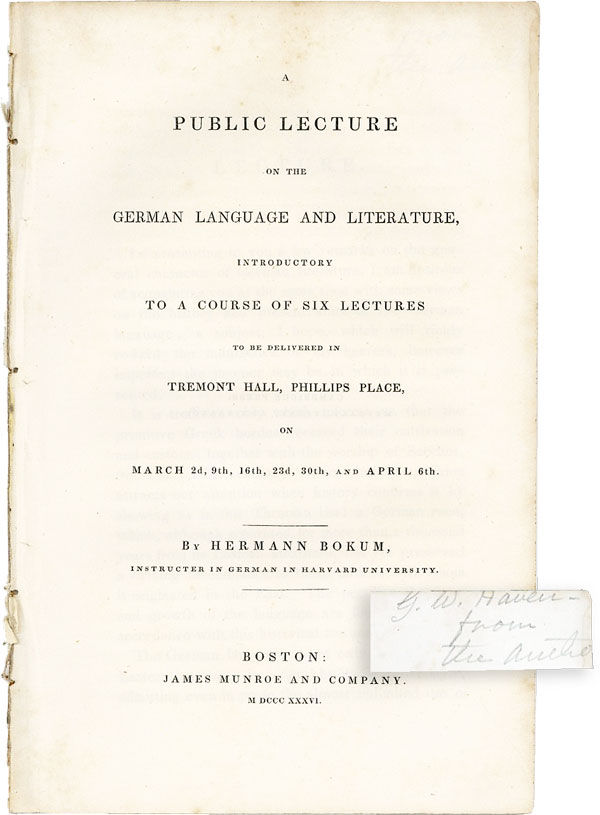 A
PUBLIC LECTURE
ON THE
GERMAN LANGUAGE AND LITERATURE,
INTRODUCTORY
TO A COURSE OF SIX LECTURES
TO BE DELIVERED IN
TREMONT HALL, PHILLIPS PLACE,
ON
MARCH 2d, 9th, 16th, 23d, 30th, AND APRIL 6th.
BY HERMANN BOKUM,
INSTRUCTER IN GERMAN IN HARVARD UNIVERSITY.
BOSTON:
JAMES MUNROE AND COMPANY.
M DCCC XXXVI.
G. W. Haven -
from
the Autho